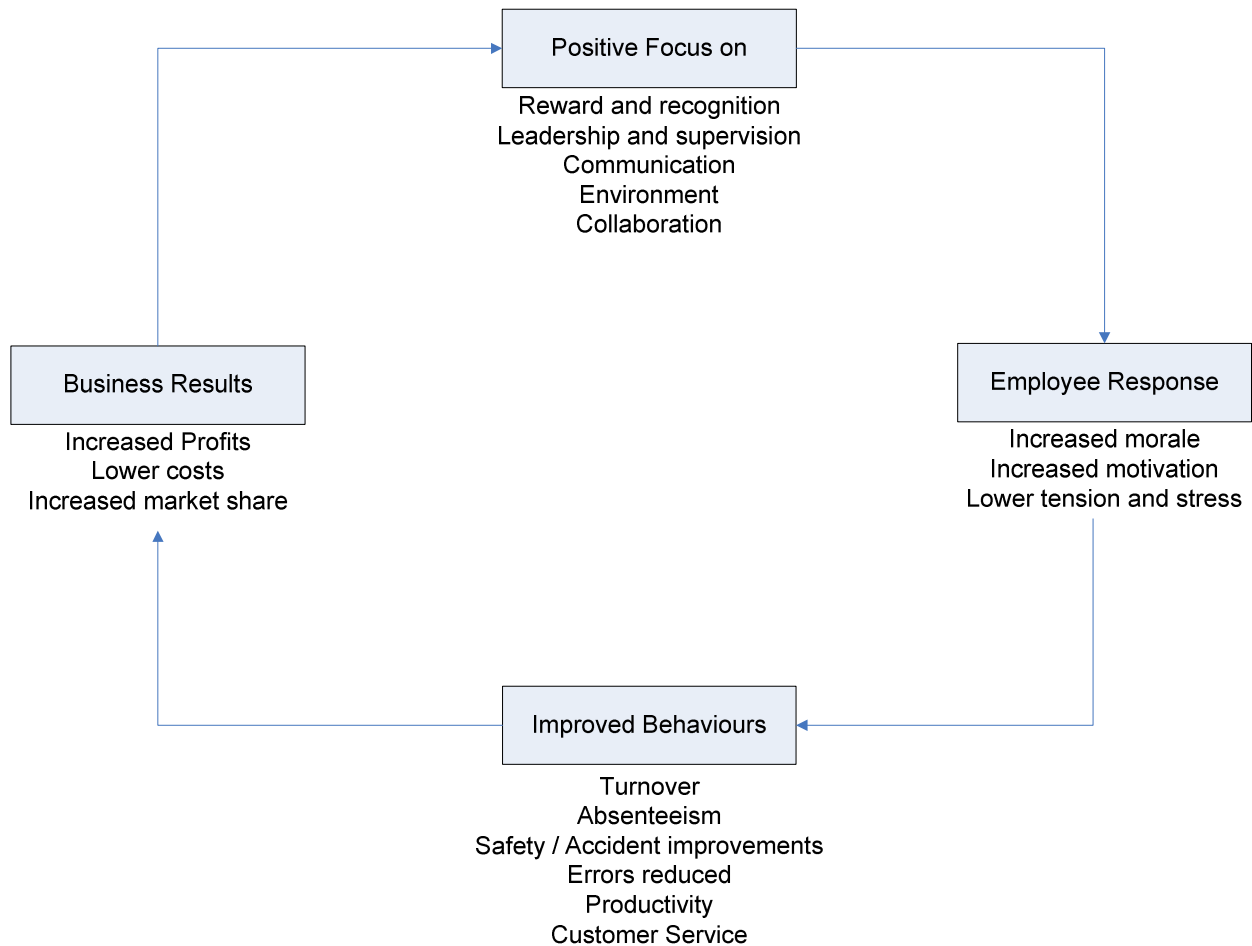 Positive Focus on
Reward and recognition
Leadership and supervision
Communication
Environment
Collaboration
Business Results
Increased Profits
Lower costs
Increased market share
Employee Response
Increased morale
Increased motivation
Lower tension and stress
Improved Behaviours
Turnover
Absenteeism
Safety / Accident improvements
Errors reduced
Productivity
Customer Service